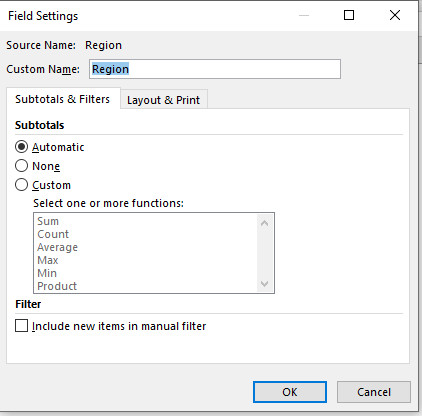 Field Settings
Source Name: Region
Custom Name: Region
Subtotals & Filters Layout & Print
Subtotals
Automatic
None
Custom
Select one or more functions:
Sum
Count
Average
Max
Min
Product
Filter
Include new items in manual filter
OK Cancel